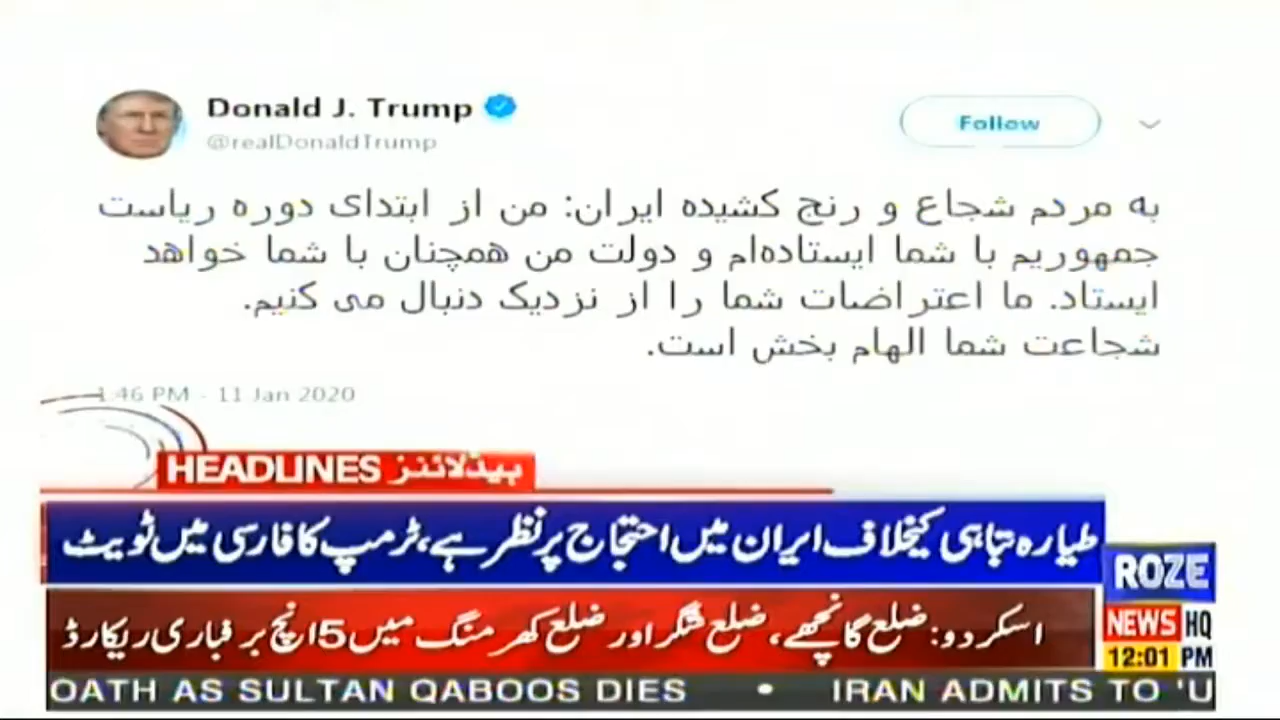 Donald J. Trump
@realDonaldTrump
Follow
به مردم شجاع و رنج کشیده ایران: من از ابتدای دوره ریاست
جمهوریم با شما ایستاده‌ام و دولت من همچنان با شما خواهد
ایستاد. ما اعتراضات شما را از نزدیک دنبال می کنیم.
شجاعت شما الهام بخش است.
1:46 PM - 11 Jan 2020
HEADLINES ہیڈلائنز
طیارہ تباہی کیخلاف ایران میں احتجاج پر نظر ہے، ٹرمپ کا فارسی میں ٹویٹ
اسکردو: ضلع گانچھے، ضلع شگر اور ضلع کھرمنگ میں 5 انچ برفباری ریکارڈ
ROZE
NEWS HQ
12:01 PM
OATH AS SULTAN QABOOS DIES • IRAN ADMITS TO 'U